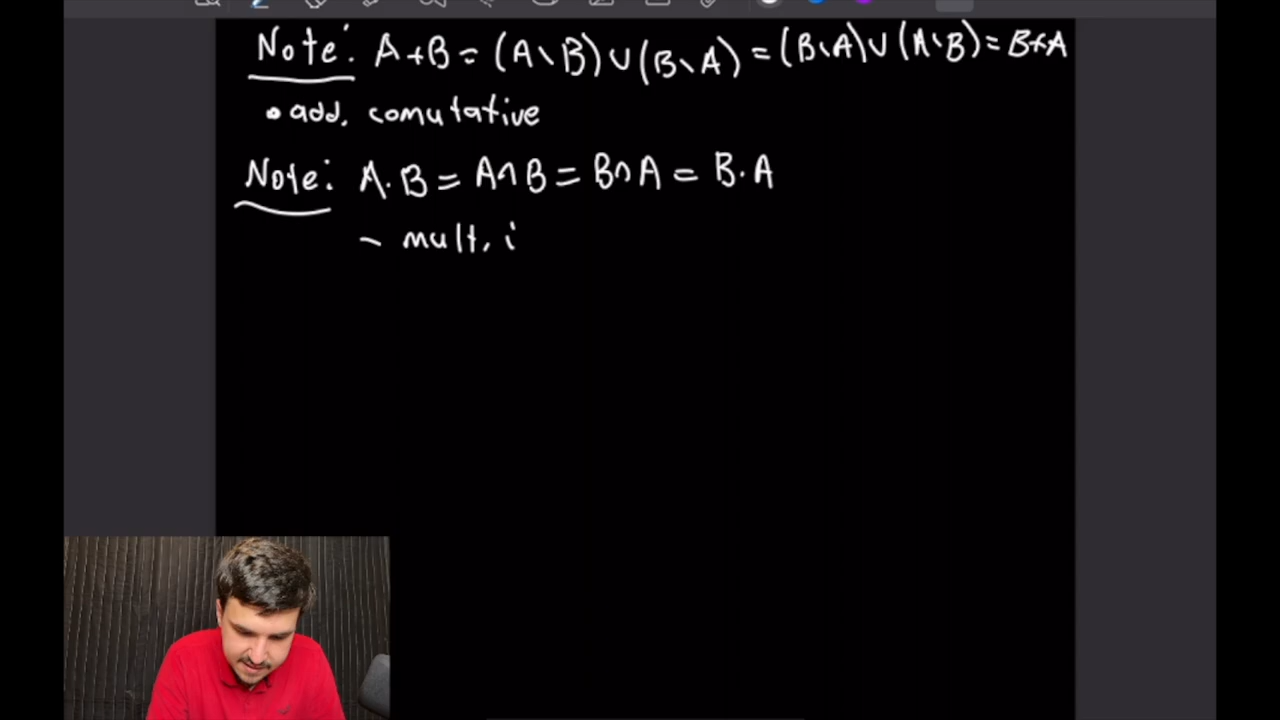 Note: A+B = (A\B)∪(B\A) = (B\A)∪(A\B) = B+A
• add. comutative
Note: A·B = A∩B = B∩A = B·A
- mult. i